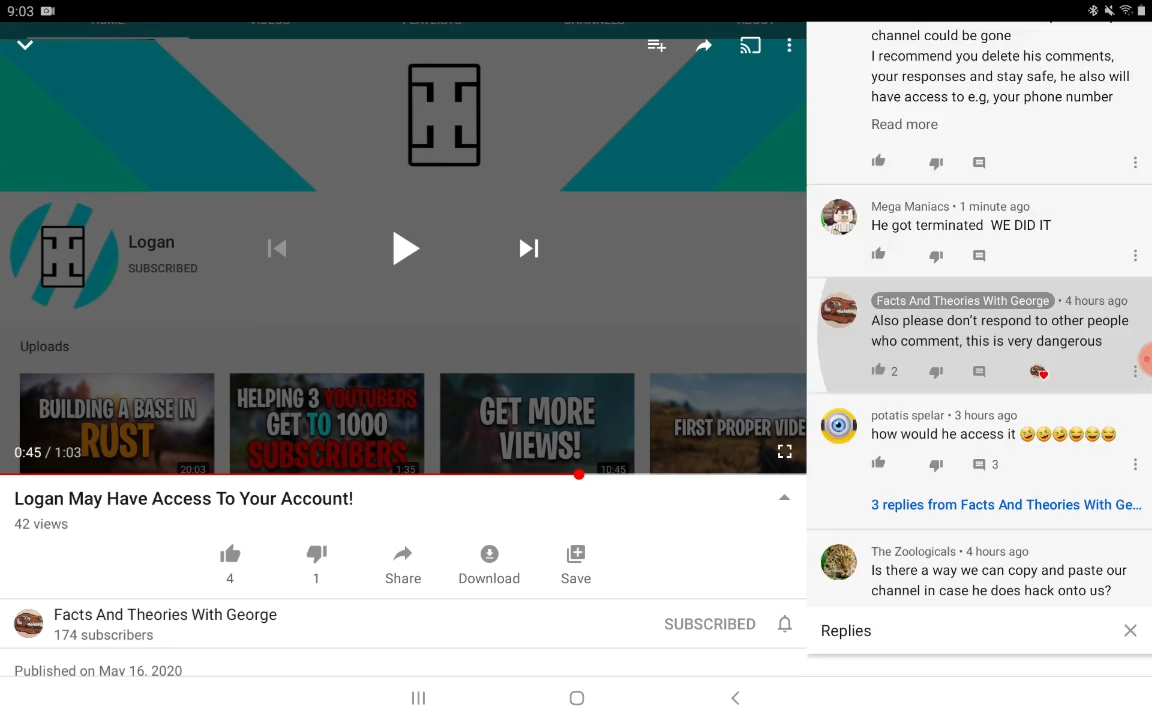 9:03
HOME VIDEOS PLAYLISTS CHANNELS ABOUT
Logan
SUBSCRIBED
Uploads
BUILDING A BASE IN
RUST
20:03
HELPING 3 YOUTUBERS
GET TO 1000
SUBSCRIBERS
1:35
GET MORE
VIEWS!
10:45
FIRST PROPER VIDE
0:45 / 1:03
Logan May Have Access To Your Account!
42 views
4
1
Share
Download
Save
Facts And Theories With George
174 subscribers
SUBSCRIBED
Published on May 16, 2020
channel could be gone
I recommend you delete his comments,
your responses and stay safe, he also will
have access to e.g, your phone number
Read more
Mega Maniacs • 1 minute ago
He got terminated WE DID IT
Facts And Theories With George • 4 hours ago
Also please don't respond to other people
who comment, this is very dangerous
2
potatis spelar • 3 hours ago
how would he access it 🤣🤣🤣😂😂😂
3
3 replies from Facts And Theories With Ge...
The Zoologicals • 4 hours ago
Is there a way we can copy and paste our
channel in case he does hack onto us?
Replies